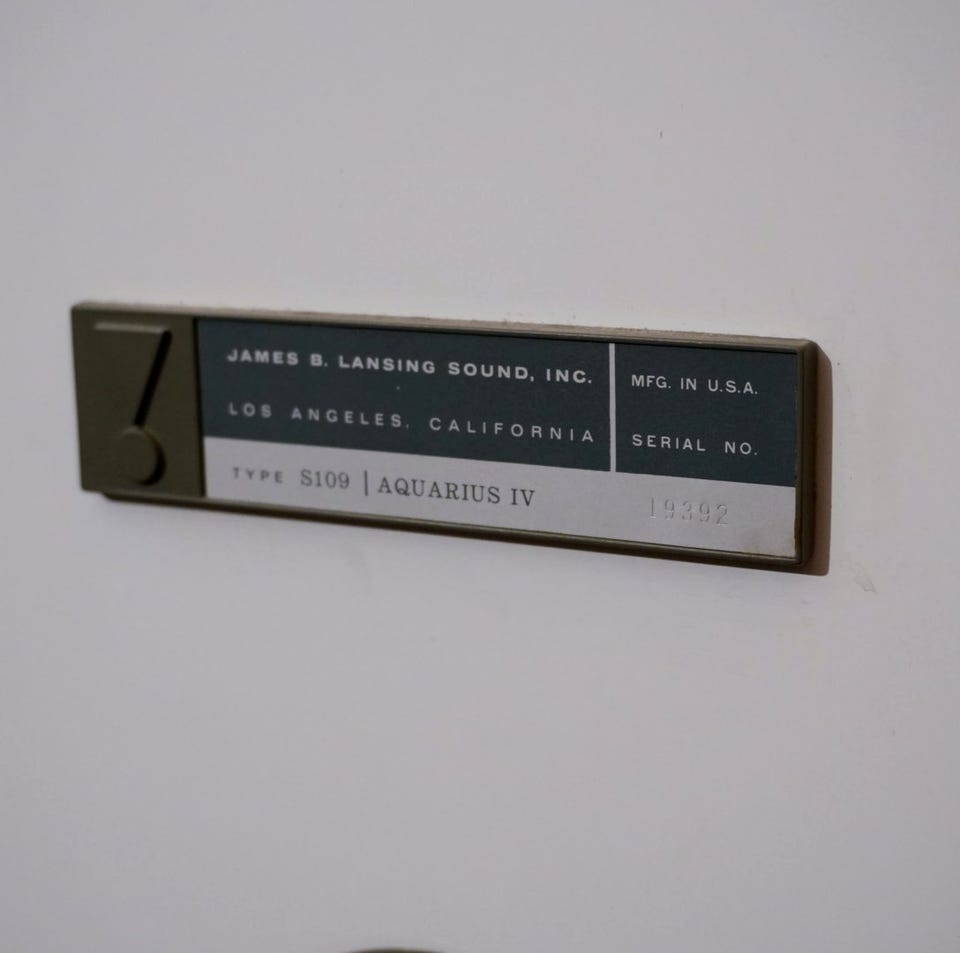 JAMES B. LANSING SOUND, INC.
LOS ANGELES, CALIFORNIA
MFG. IN U.S.A.
SERIAL NO.
TYPE S109 | AQUARIUS IV
19392